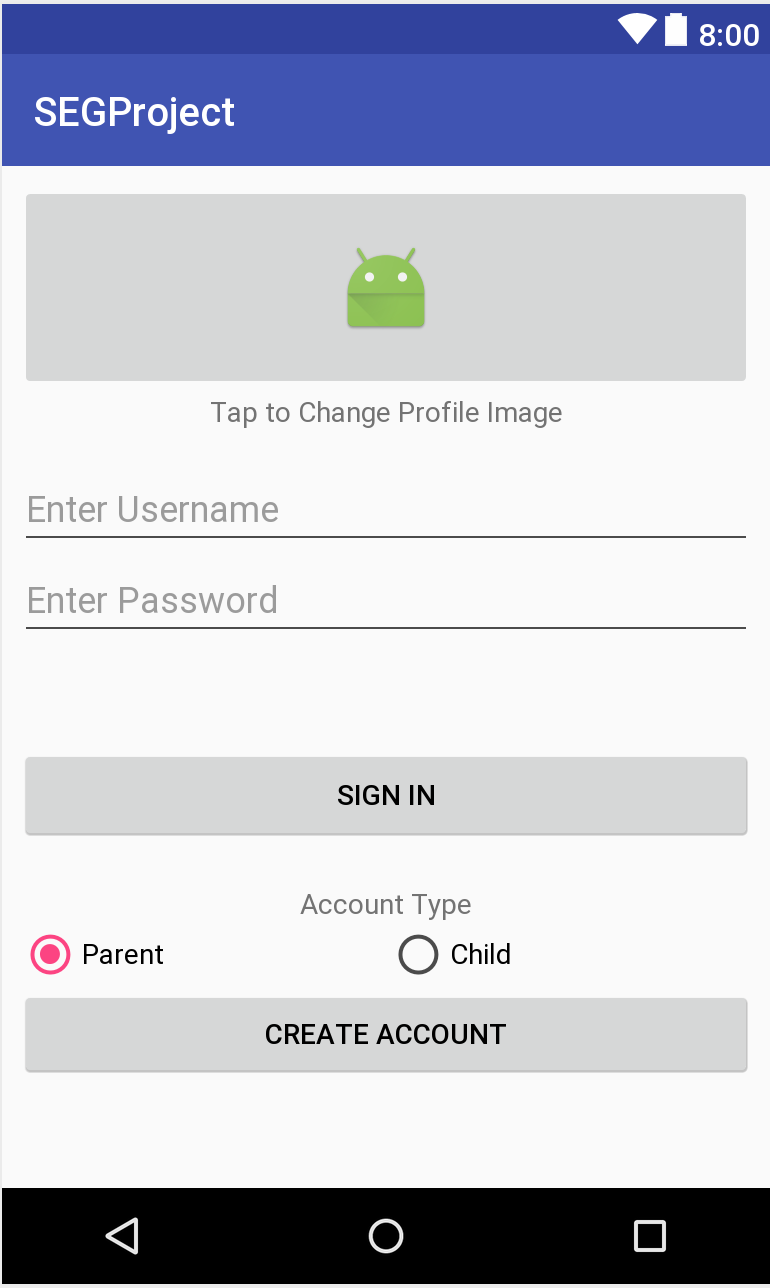 8:00
SEGProject
Tap to Change Profile Image
Enter Username
Enter Password
SIGN IN
Account Type
Parent Child
CREATE ACCOUNT